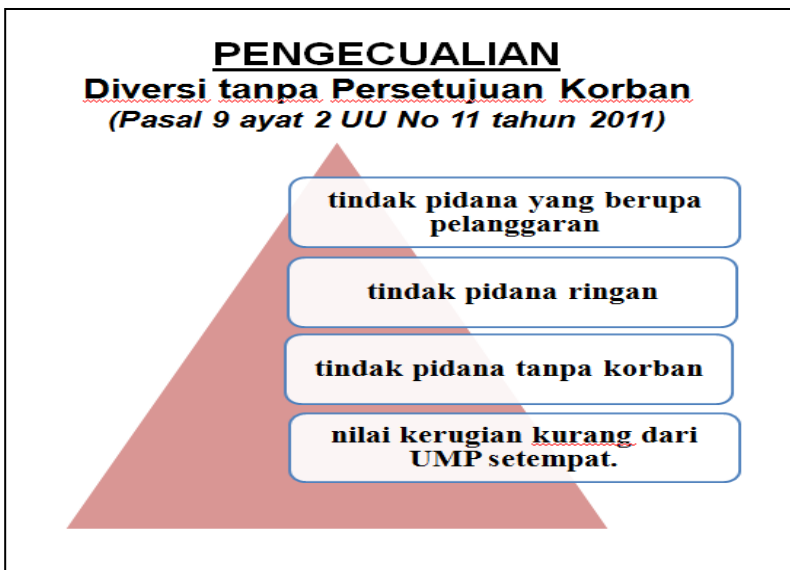 PENGECUALIAN
Diversi tanpa Persetujuan Korban
(Pasal 9 ayat 2 UU No 11 tahun 2011)
tindak pidana yang berupa
pelanggaran
tindak pidana ringan
tindak pidana tanpa korban
nilai kerugian kurang dari
UMP setempat.